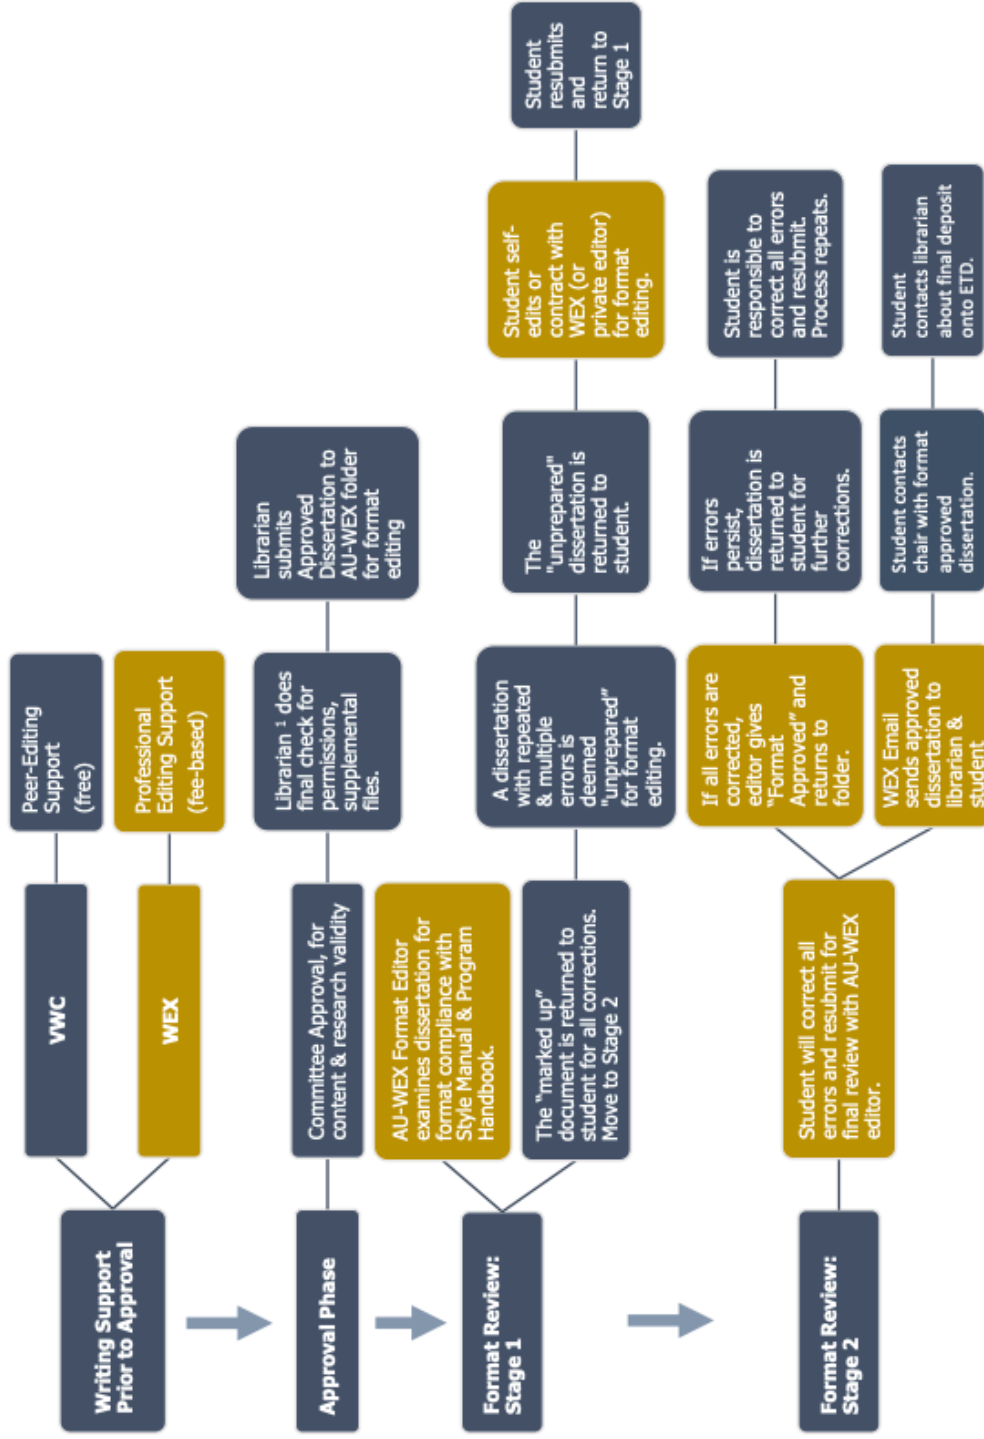 Writing Support
Prior to Approval
VWC
Peer-Editing
Support
(free)
WEX
Professional
Editing Support
(fee-based)
Approval Phase
Committee Approval, for
content & research validity
Librarian ¹ does
final check for
permissions,
supplemental
files.
Librarian
submits
Approved
Dissertation to
AU-WEX folder
for format
editing
Format Review:
Stage 1
AU-WEX Format Editor
examines dissertation for
format compliance with
Style Manual & Program
Handbook.
The “marked up”
document is returned to
student for all corrections.
Move to Stage 2
A dissertation
with repeated
& multiple
errors is
deemed
"unprepared"
for format
editing.
The
"unprepared"
dissertation is
returned to
student.
Student self-
edits or
contract with
WEX (or
private editor)
for format
editing.
Student
resubmits
and
return to
Stage 1
Format Review:
Stage 2
Student will correct all
errors and resubmit for
final review with AU-WEX
editor.
If all errors are
corrected,
editor gives
“Format
Approved” and
returns to
folder.
If errors
persist,
dissertation is
returned to
student for
further
corrections.
Student is
responsible to
correct all errors
and resubmit.
Process repeats.
WEX Email
sends approved
dissertation to
librarian &
student
Student contacts
chair with format
approved
dissertation.
Student
contacts librarian
about final deposit
onto ETD.